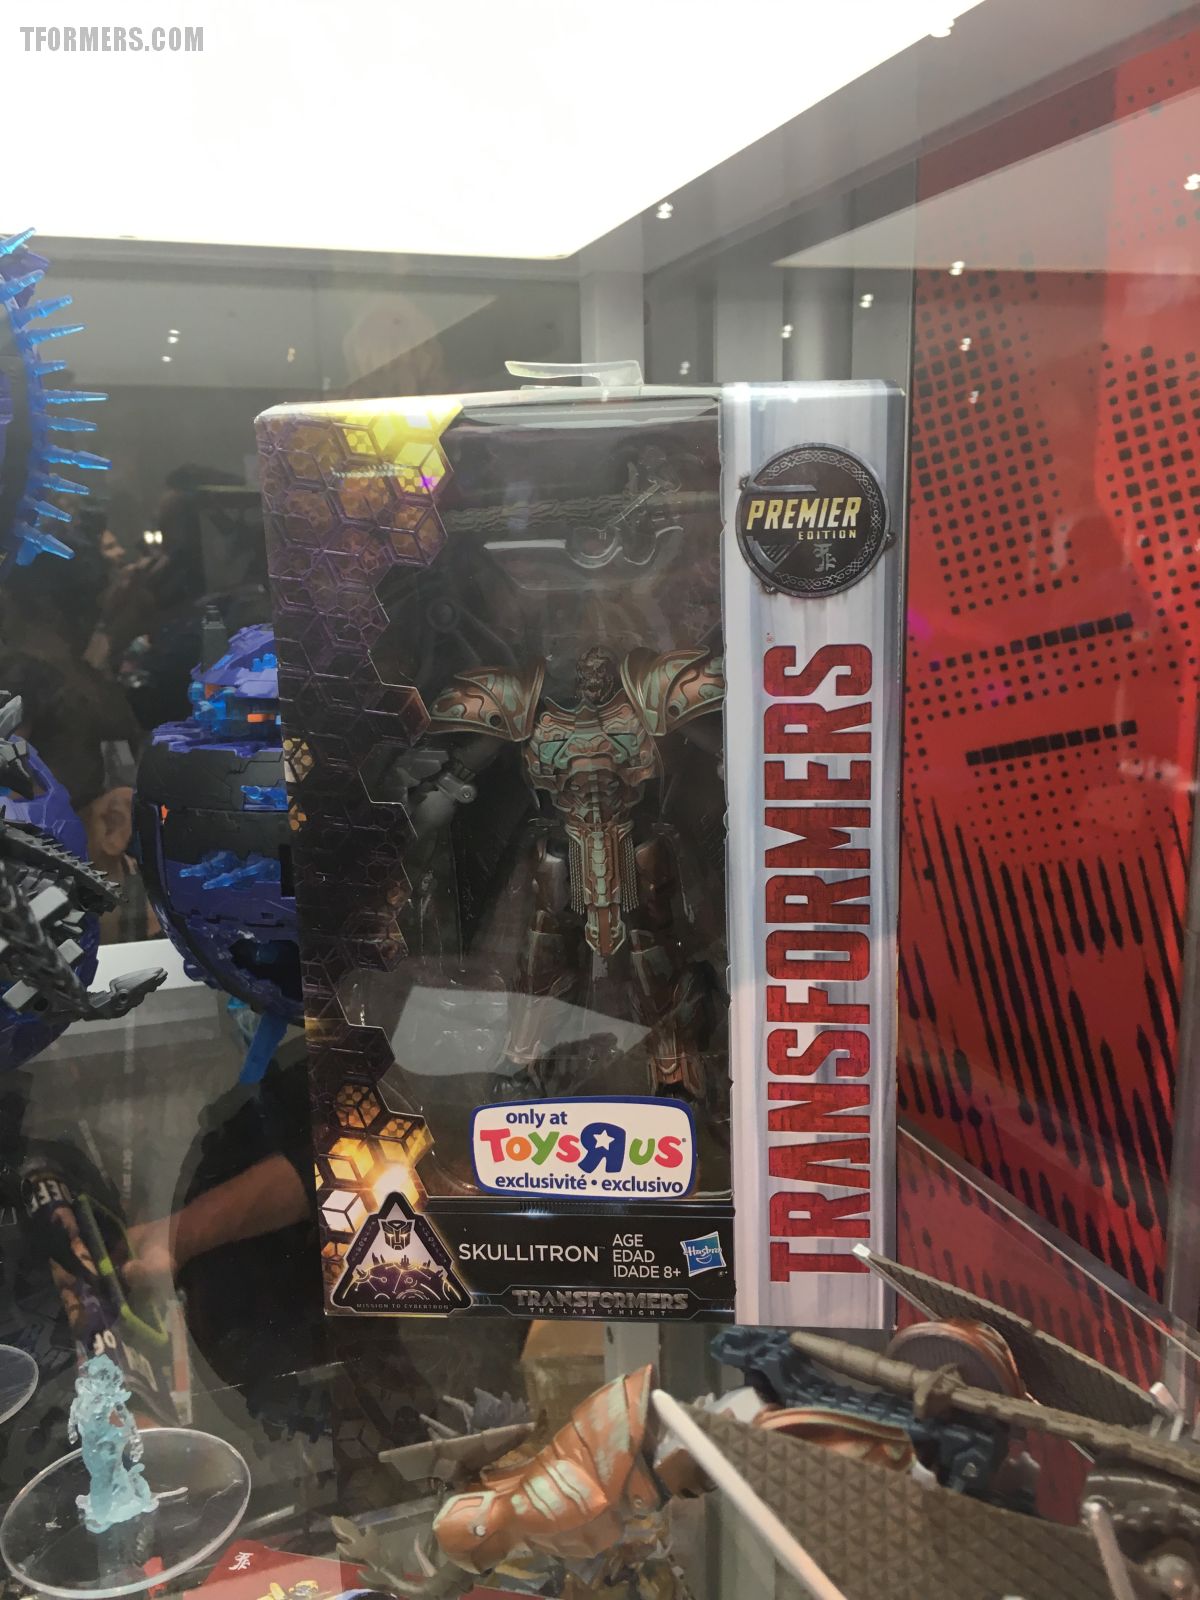 TFORMERS.COM
PREMIER
EDITION
TRANSFORMERS
only at
TOYSRUS
exclusivité • exclusivo
SKULLITRON™
AGE
EDAD
IDADE 8+
Hasbro
MISSION TO CYBERTRON
TRANSFORMERS
THE LAST KNIGHT